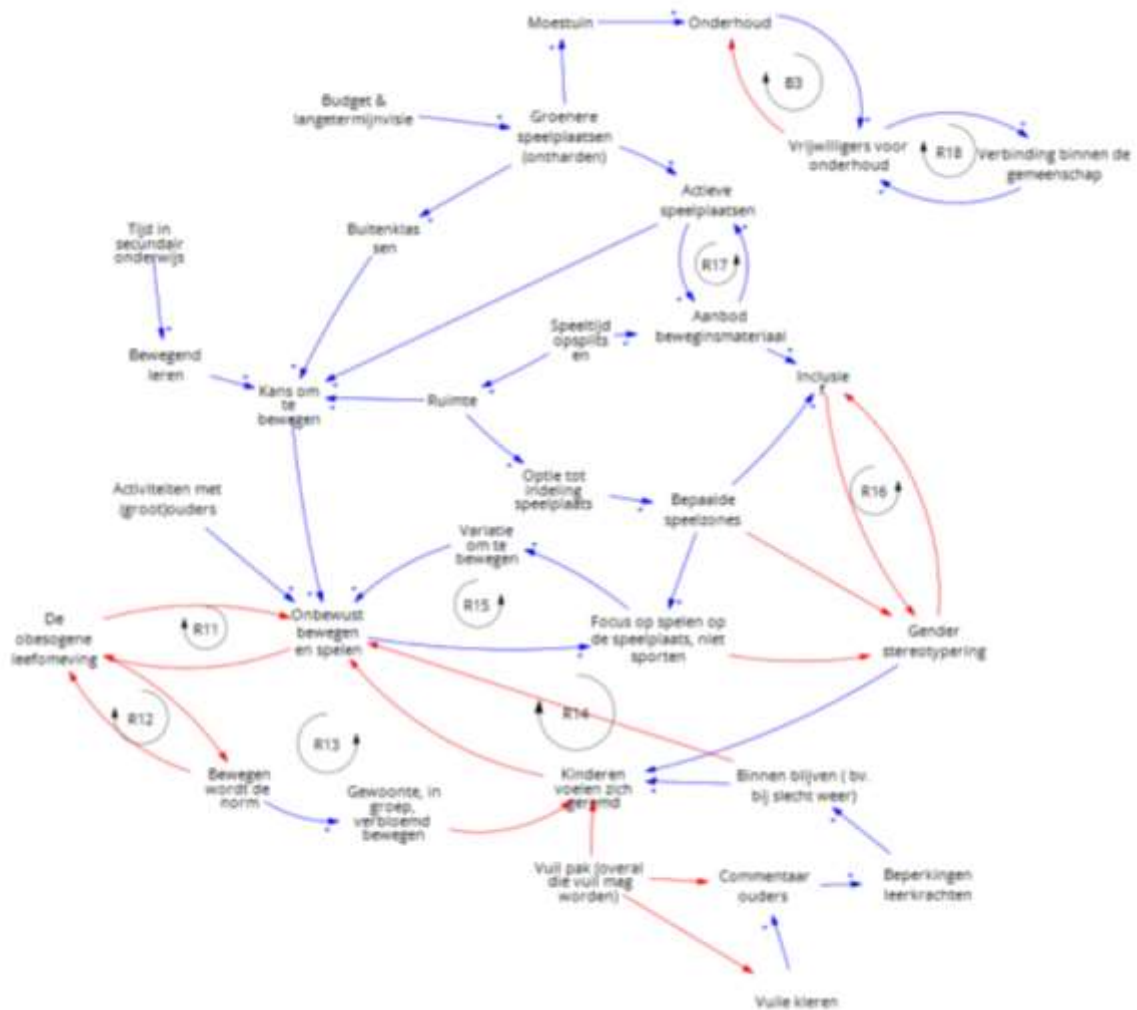 Moestuin
Onderhoud
B3
Budget &
langetermijnvisie
Groenere
speelplaatsen
(ontharden)
Vrijwilligers voor
onderhoud
R18
Verbinding binnen de
gemeenschap
Actieve
speelplaatsen
Tijd in
secundair
onderwijs
Buitenklas
sen
R17
Speeltijd
opsplits
en
Aanbod
beweginsmateriaal
Bewegend
leren
Inclusie
f
Kans om
te
bewegen
Ruimte
Activiteiten met
(groot)ouders
Optie tot
indeling
speelplaats
Bepaalde
speelzones
R16
Variatie
om te
bewegen
R15
De
obesogene
leefomeving
R11
Onbewust
bewegen
en spelen
Focus op spelen op
de speelplaats, niet
sporten
Gender
stereotypering
R12
R13
R14
Bewegen
wordt de
norm
Gewoonte, in
groep,
verbloemd
bewegen
Kinderen
voelen zich
geremd
Binnen blijven ( bv.
bij slecht weer)
Vuil pak (overal
die vuil mag
worden)
Commentaar
ouders
Beperkingen
leerkrachten
Vuile kleren